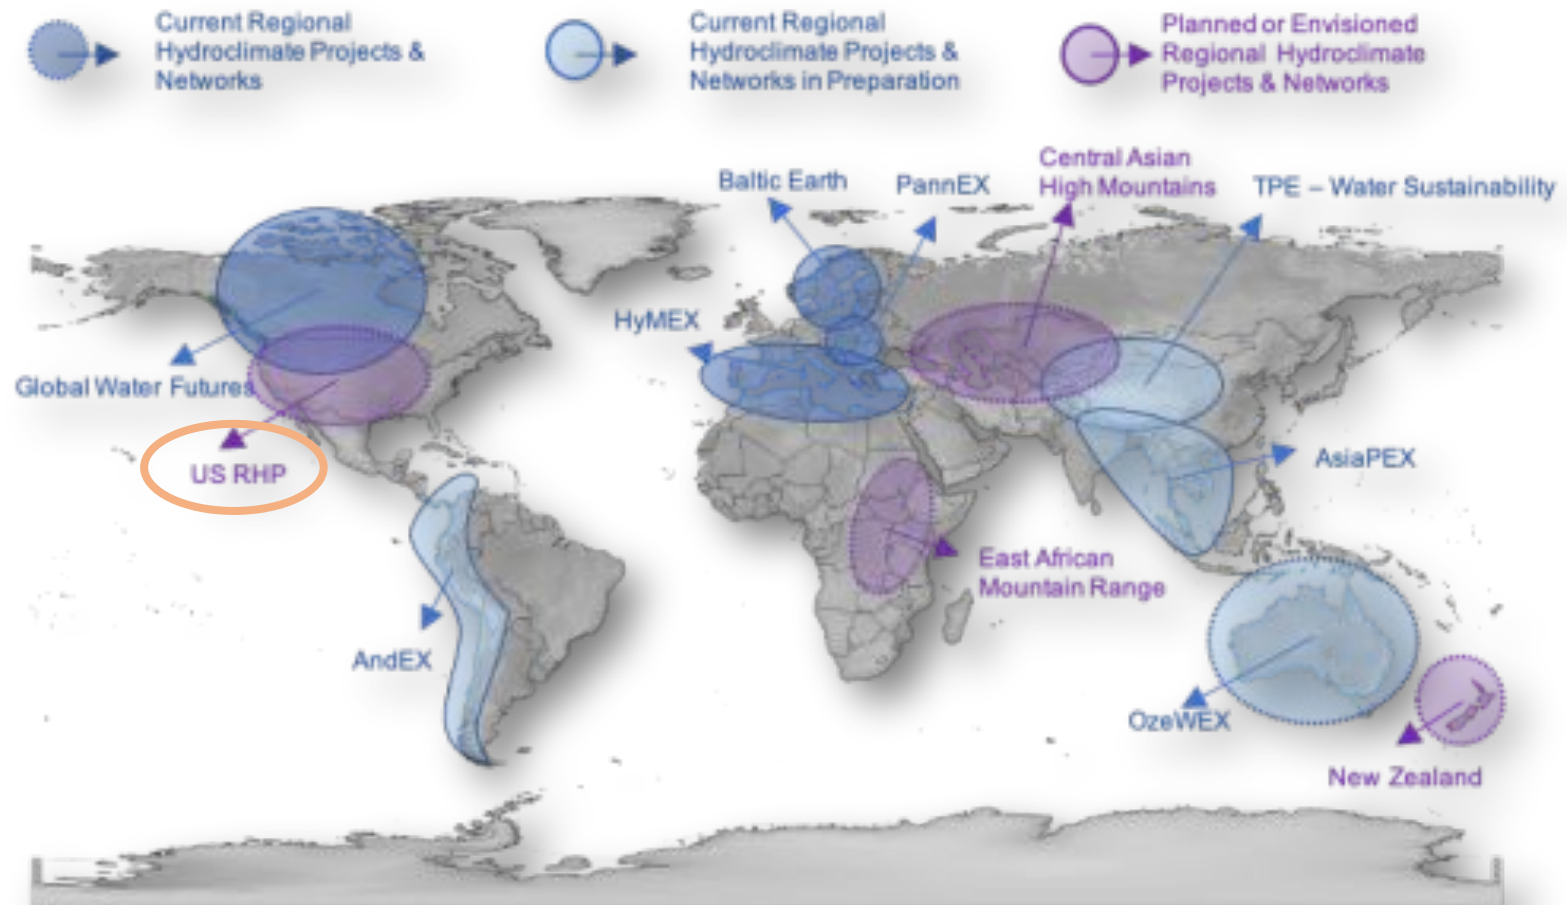 Current Regional
Hydroclimate Projects &
Networks
Current Regional
Hydroclimate Projects &
Networks in Preparation
Planned or Envisioned
Regional Hydroclimate
Projects & Networks
Baltic Earth
PannEX
Central Asian
High Mountains
TPE – Water Sustainability
HyMEX
Global Water Futures
US RHP
AsiaPEX
East African
Mountain Range
AndEX
OzeWEX
New Zealand